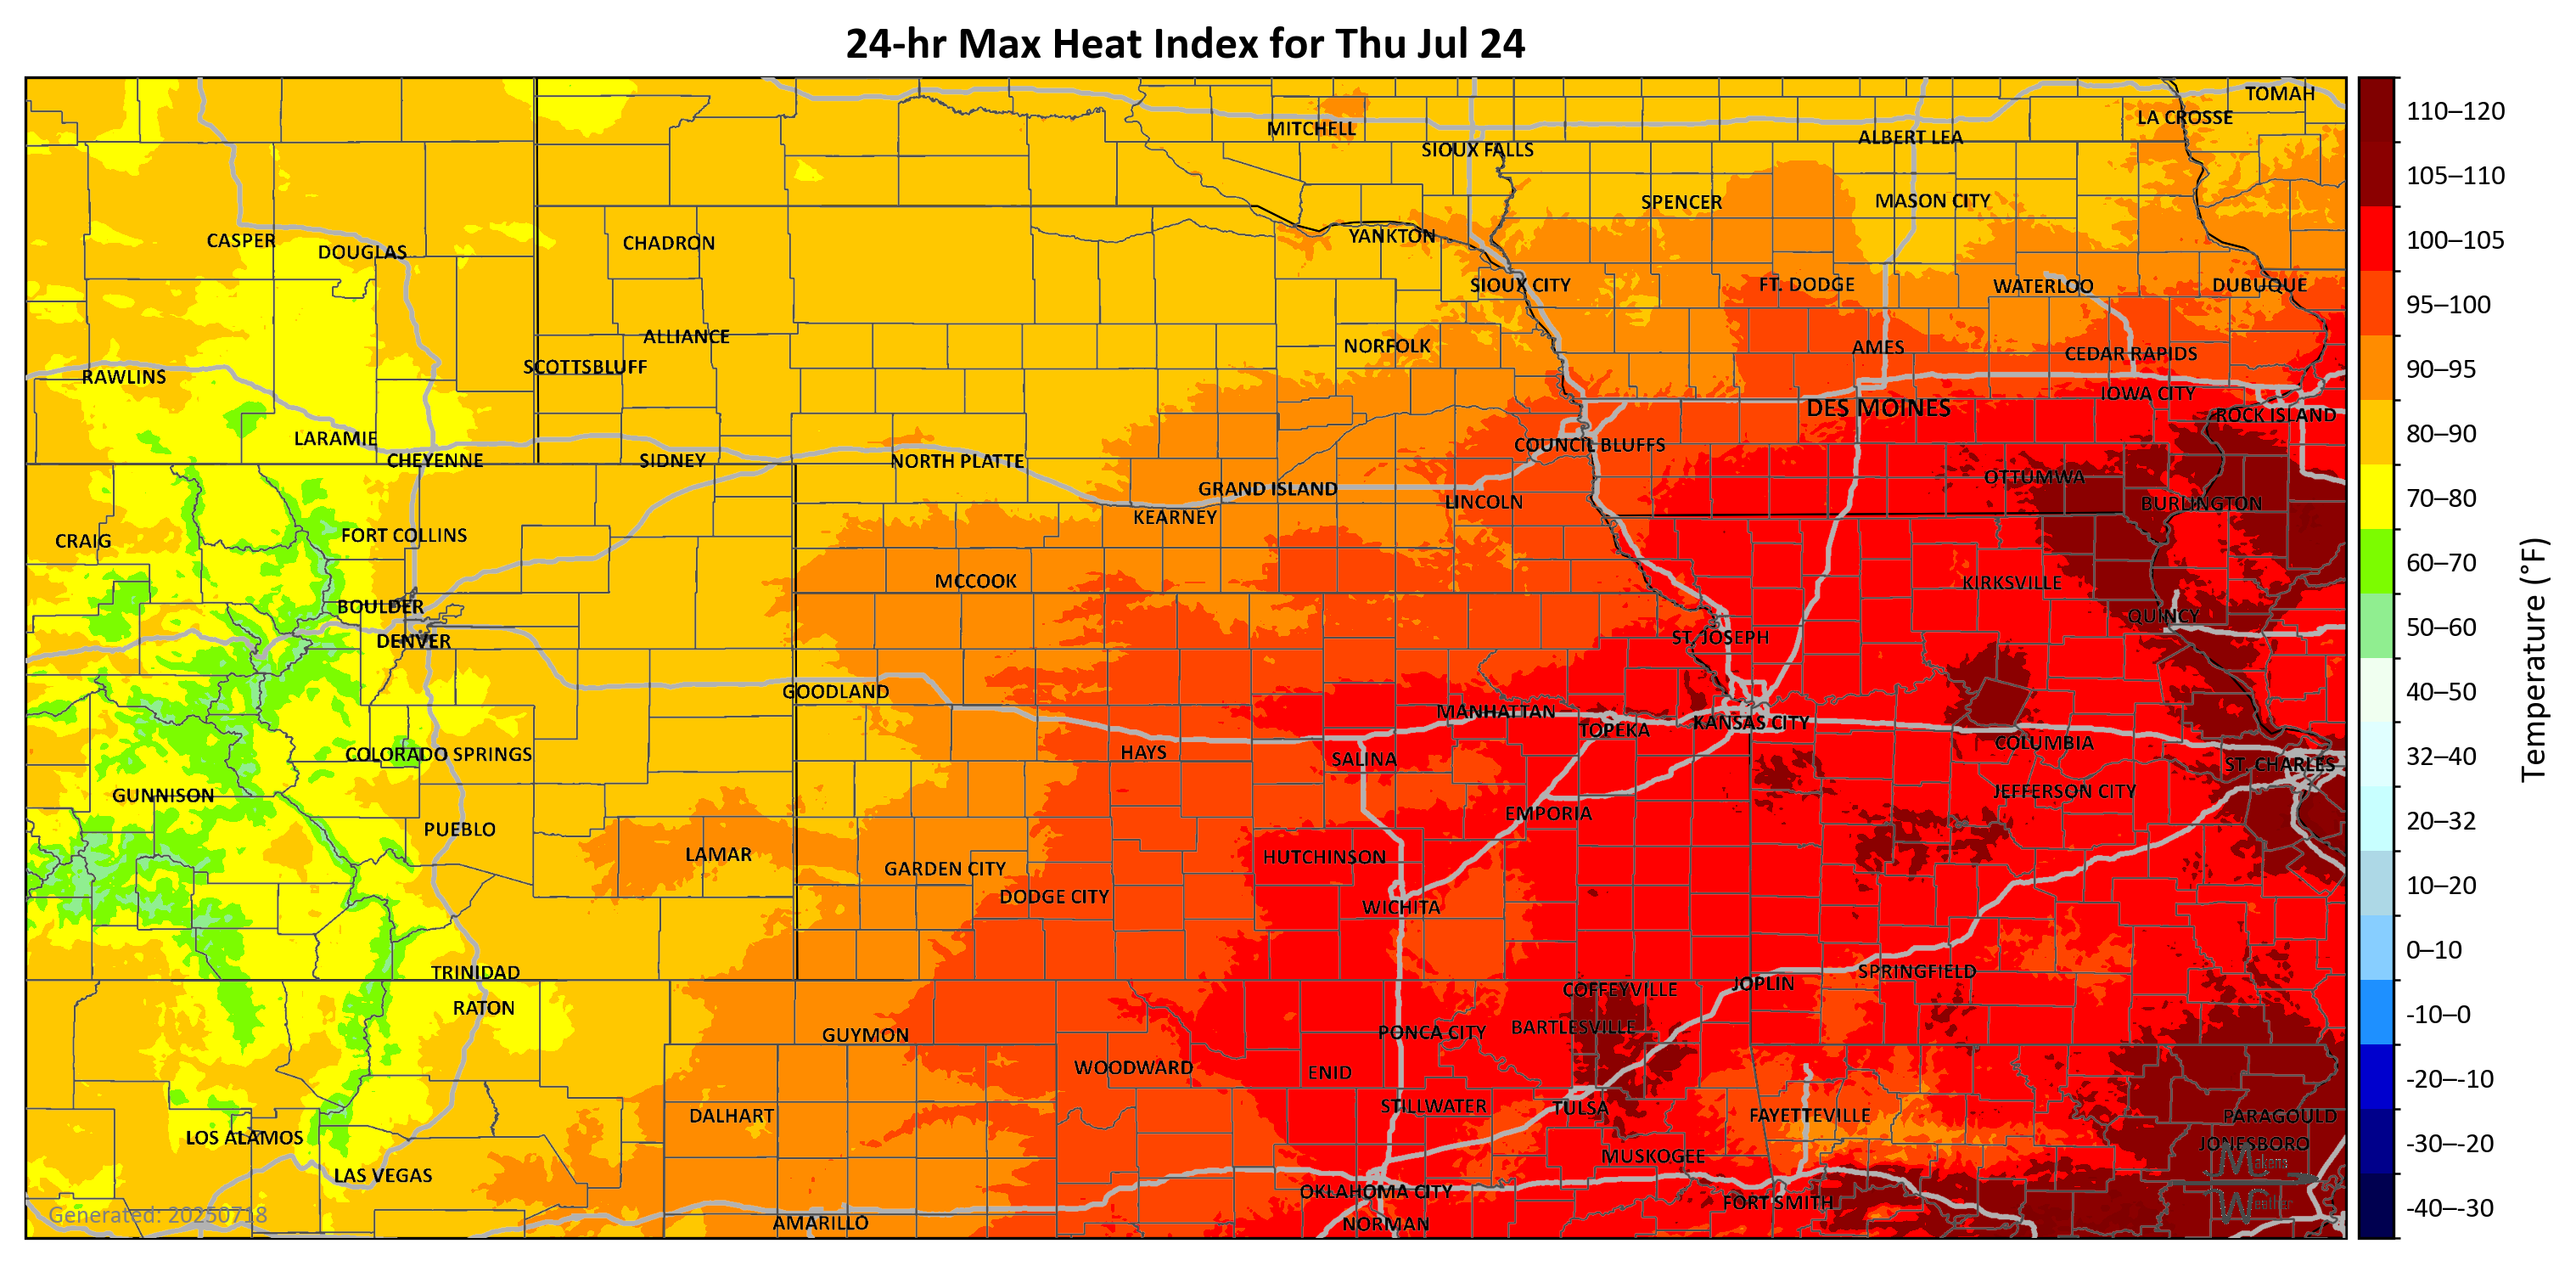 24-hr Max Heat Index for Thu Jul 24
TOMAH
LA CROSSE
MITCHELL
ALBERT LEA
SIOUX FALLS
SPENCER
MASON CITY
CASPER
DOUGLAS
CHADRON
YANKTON
SIOUX CITY
FT. DODGE
WATERLOO
DUBUQUE
ALLIANCE
NORFOLK
AMES
CEDAR RAPIDS
SCOTTSBLUFF
RAWLINS
IOWA CITY
DES MOINES
ROCK ISLAND
LARAMIE
COUNCIL BLUFFS
CHEYENNE
SIDNEY
NORTH PLATTE
OTTUMWA
GRAND ISLAND
LINCOLN
BURLINGTON
KEARNEY
FORT COLLINS
CRAIG
MCCOOK
KIRKSVILLE
BOULDER
QUINCY
DENVER
ST. JOSEPH
GOODLAND
MANHATTAN
KANSAS CITY
TOPEKA
COLUMBIA
HAYS
COLORADO SPRINGS
SALINA
ST. CHARLES
GUNNISON
JEFFERSON CITY
EMPORIA
PUEBLO
LAMAR
HUTCHINSON
GARDEN CITY
DODGE CITY
WICHITA
TRINIDAD
SPRINGFIELD
JOPLIN
COFFEYVILLE
RATON
BARTLESVILLE
PONCA CITY
GUYMON
WOODWARD
ENID
STILLWATER
TULSA
DALHART
FAYETTEVILLE
PARAGOULD
LOS ALAMOS
JONESBORO
MUSKOGEE
LAS VEGAS
OKLAHOMA CITY
FORT SMITH
AMARILLO
NORMAN
Makens
Weather
Generated: 20250718
110–120
105–110
100–105
95–100
90–95
80–90
70–80
60–70
50–60
40–50
32–40
20–32
10–20
0–10
-10–0
-20–-10
-30–-20
-40–-30
Temperature (°F)